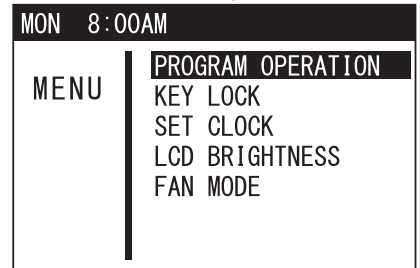 MON 8:00AM
MENU
PROGRAM OPERATION
KEY LOCK
SET CLOCK
LCD BRIGHTNESS
FAN MODE